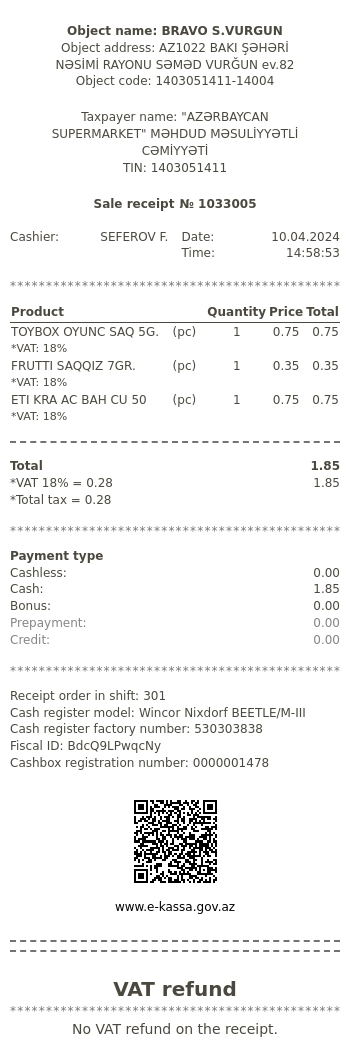 Object name: BRAVO S.VURGUN
Object address: AZ1022 BAKI ŞƏHƏRİ
NƏSİMİ RAYONU SƏMƏD VURĞUN ev.82
Object code: 1403051411-14004
Taxpayer name: "AZƏRBAYCAN
SUPERMARKET" MƏHDUD MƏSULİYYƏTLİ
CƏMİYYƏTİ
TIN: 1403051411
Sale receipt № 1033005
Cashier: SEFEROV F. Date: 10.04.2024
Time: 14:58:53
*********************************************
Product Quantity Price Total
TOYBOX OYUNC SAQ 5G. (pc) 1 0.75 0.75
*VAT: 18%
FRUTTI SAQQIZ 7GR. (pc) 1 0.35 0.35
*VAT: 18%
ETI KRA AC BAH CU 50 (pc) 1 0.75 0.75
*VAT: 18%
Total 1.85
*VAT 18% = 0.28 1.85
*Total tax = 0.28
*********************************************
Payment type
Cashless: 0.00
Cash: 1.85
Bonus: 0.00
Prepayment: 0.00
Credit: 0.00
*********************************************
Receipt order in shift: 301
Cash register model: Wincor Nixdorf BEETLE/M-III
Cash register factory number: 530303838
Fiscal ID: BdcQ9LPwqcNy
Cashbox registration number: 0000001478
www.e-kassa.gov.az
VAT refund
*********************************************
No VAT refund on the receipt.